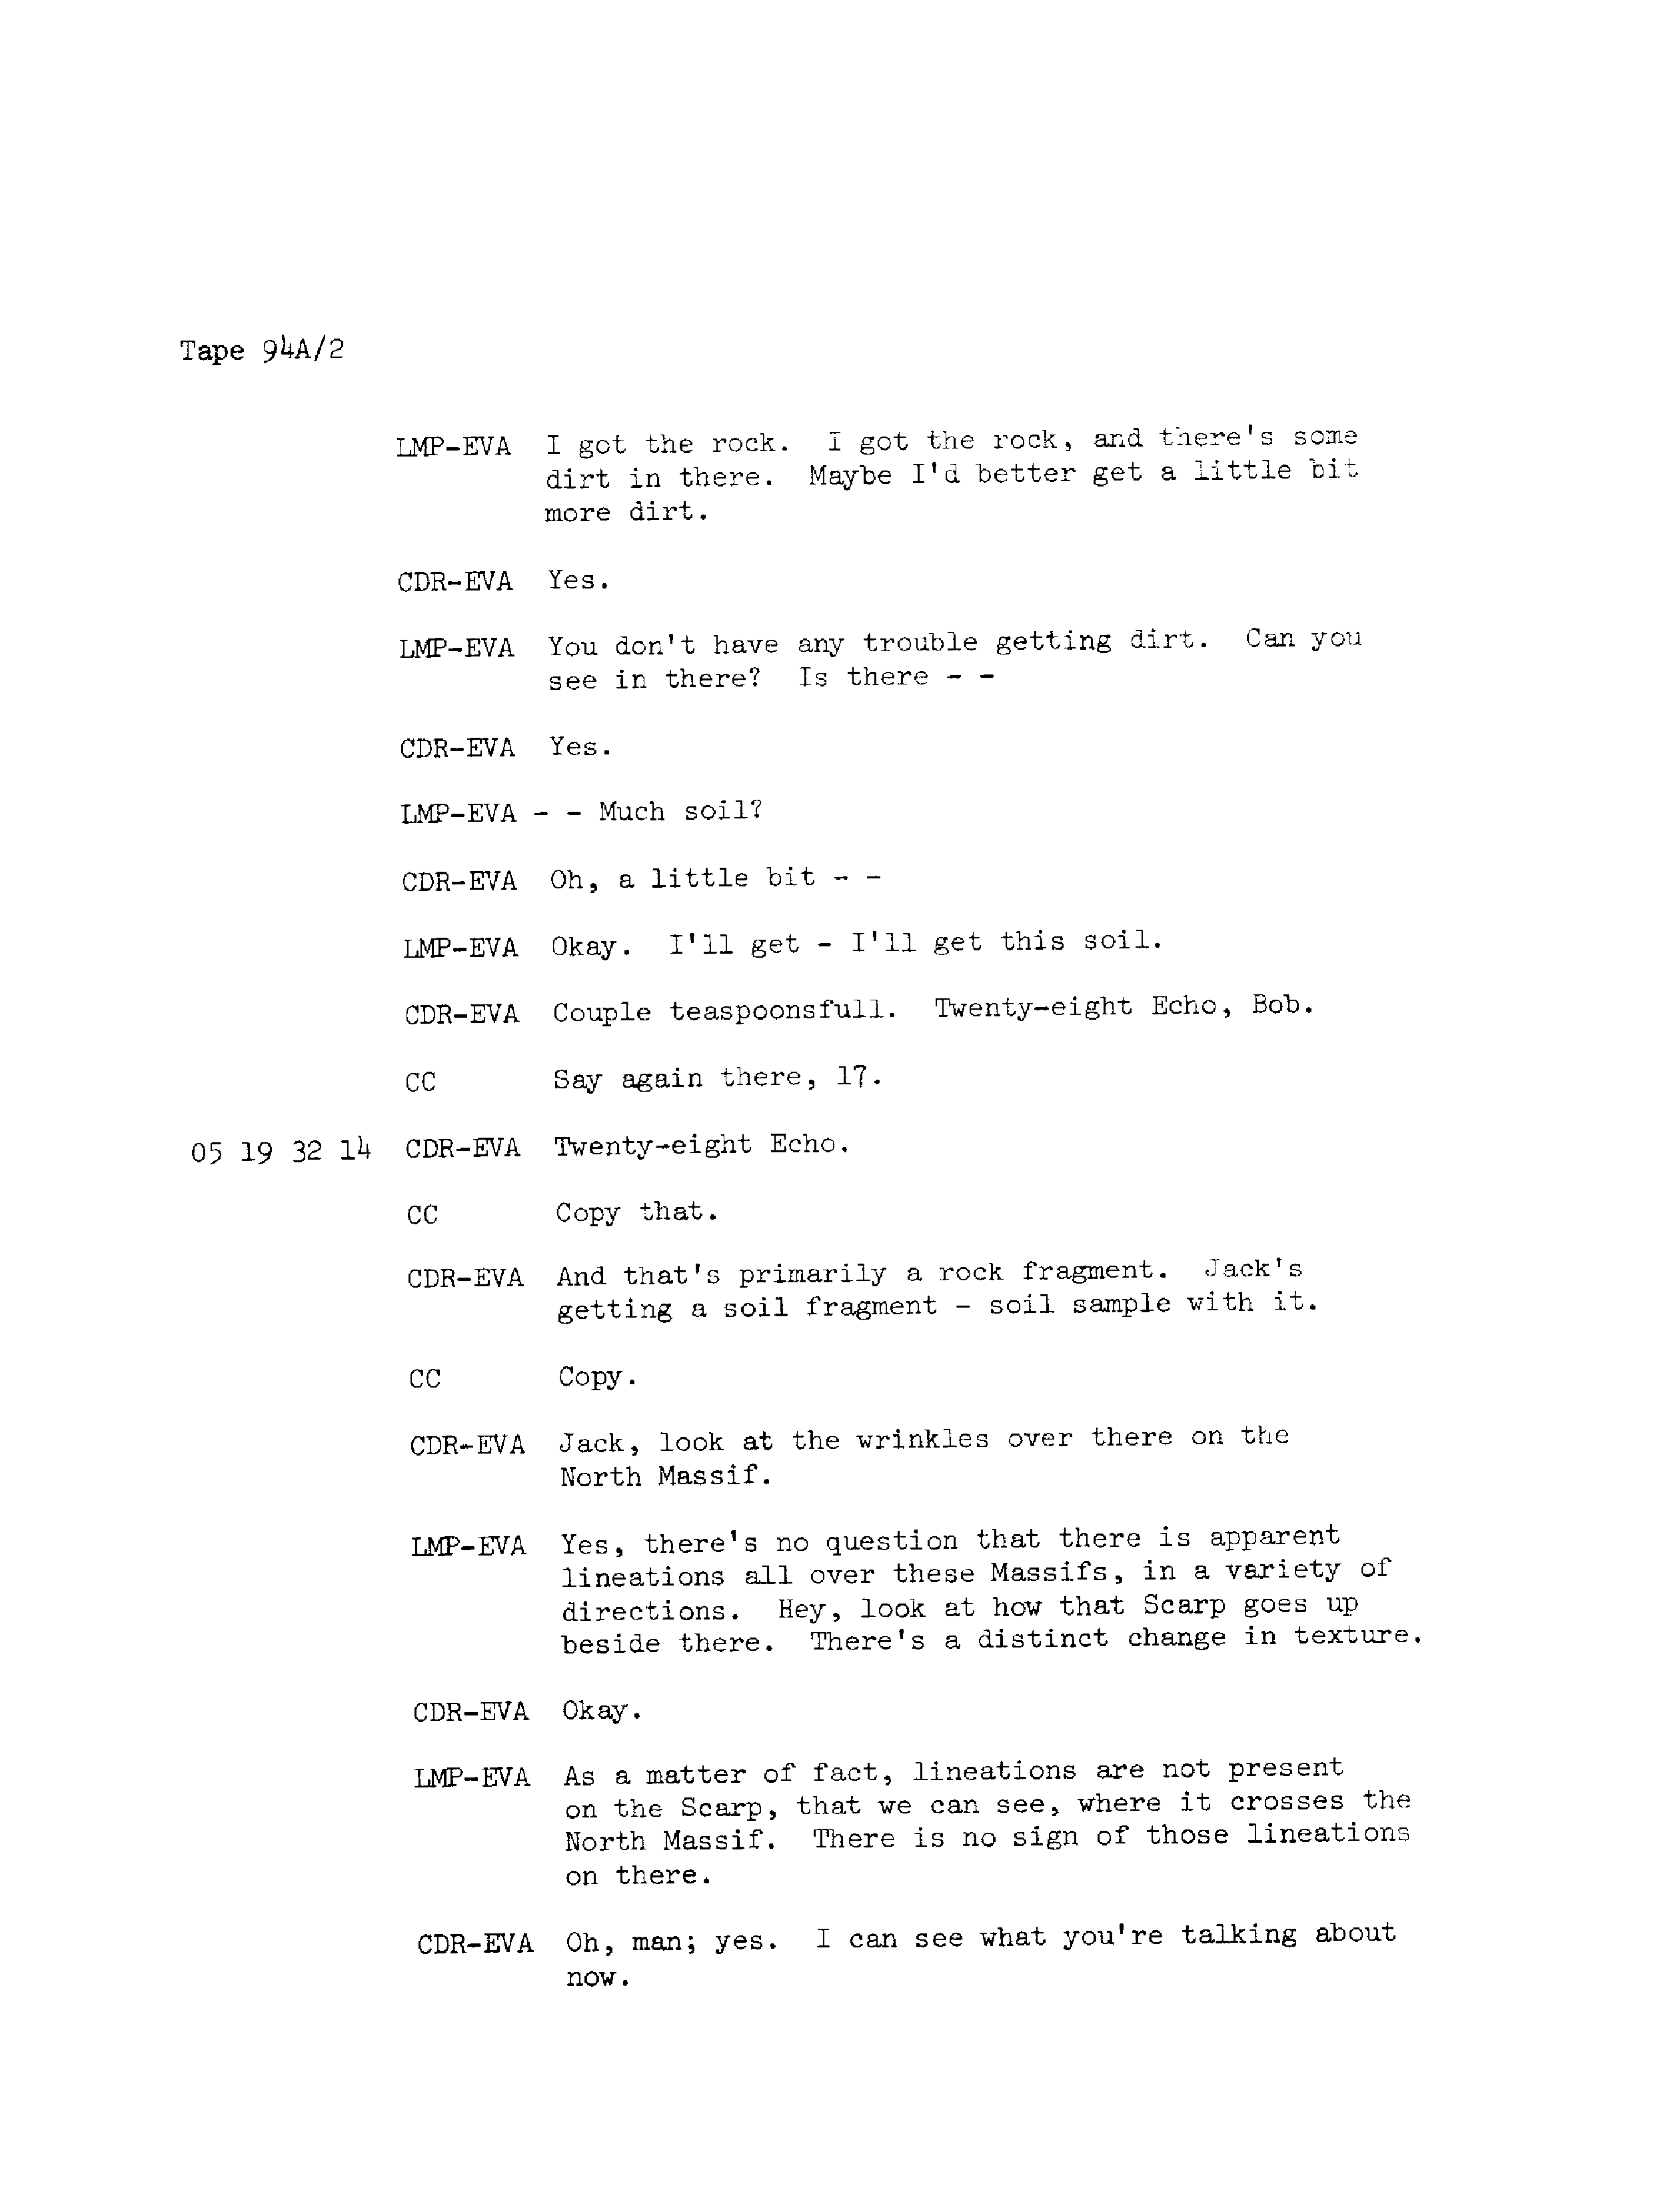 Tape 94A/2
LMP-EVA I got the rock. I got the rock, and there's some
dirt in there. Maybe I'd better get a little bit
more dirt.
CDR-EVA Yes.
LMP-EVA You don't have any trouble getting dirt. Can you
see in there? Is there - -
CDR-EVA Yes.
LMP-EVA - - Much soil?
CDR-EVA Oh, a little bit - -
LMP-EVA Okay. I'll get - I'll get this soil.
CDR-EVA Couple teaspoonsfull. Twenty-eight Echo, Bob.
CC Say again there, 17.
05 19 32 14 CDR-EVA Twenty-eight Echo.
CC Copy that.
CDR-EVA And that's primarily a rock fragment. Jack's
getting a soil fragment - soil sample with it.
CC Copy.
CDR-EVA Jack, look at the wrinkles over there on the
North Massif.
LMP-EVA Yes, there's no question that there is apparent
lineations all over these Massifs, in a variety of
directions. Hey, look at how that Scarp goes up
beside there. There's a distinct change in texture.
CDR-EVA Okay.
LMP-EVA As a matter of fact, lineations are not present
on the Scarp, that we can see, where it crosses the
North Massif. There is no sign of those lineations
on there.
CDR-EVA Oh, man; yes. I can see what you're talking about
now.